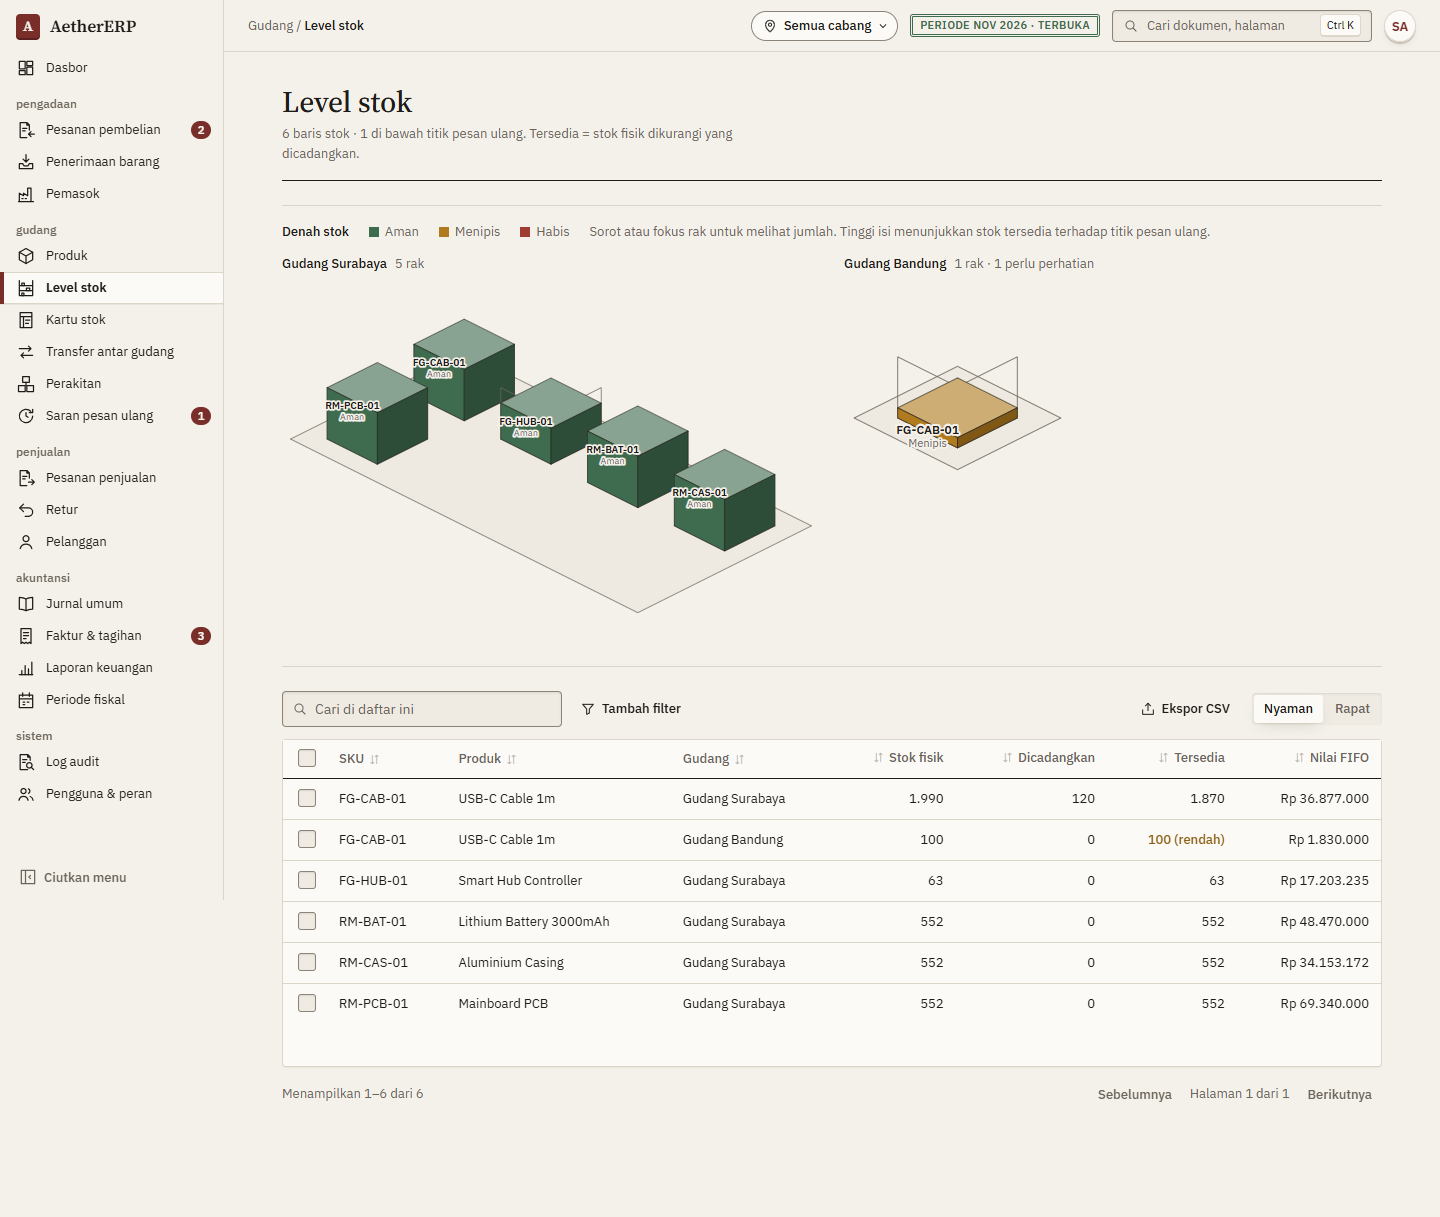 A AetherERP
Gudang / Level stok
Semua cabang
PERIODE NOV 2026 · TERBUKA
Cari dokumen, halaman
Ctrl K
SA
Dasbor
pengadaan
Pesanan pembelian 2
Penerimaan barang
Pemasok
gudang
Produk
Level stok
Kartu stok
Transfer antar gudang
Perakitan
Saran pesan ulang 1
penjualan
Pesanan penjualan
Retur
Pelanggan
akuntansi
Jurnal umum
Faktur & tagihan 3
Laporan keuangan
Periode fiskal
sistem
Log audit
Pengguna & peran
Ciutkan menu
Level stok
6 baris stok · 1 di bawah titik pesan ulang. Tersedia = stok fisik dikurangi yang
dicadangkan.
Denah stok Aman Menipis Habis Sorot atau fokus rak untuk melihat jumlah. Tinggi isi menunjukkan stok tersedia terhadap titik pesan ulang.
Gudang Surabaya 5 rak
FG-CAB-01
Aman
RM-PCB-01
Aman
FG-HUB-01
Aman
RM-BAT-01
Aman
RM-CAS-01
Aman
Gudang Bandung 1 rak · 1 perlu perhatian
FG-CAB-01
Menipis
Cari di daftar ini
Tambah filter
Ekspor CSV
Nyaman Rapat
SKU Produk Gudang Stok fisik Dicadangkan Tersedia Nilai FIFO
FG-CAB-01 USB-C Cable 1m Gudang Surabaya 1.990 120 1.870 Rp 36.877.000
FG-CAB-01 USB-C Cable 1m Gudang Bandung 100 0 100 (rendah) Rp 1.830.000
FG-HUB-01 Smart Hub Controller Gudang Surabaya 63 0 63 Rp 17.203.235
RM-BAT-01 Lithium Battery 3000mAh Gudang Surabaya 552 0 552 Rp 48.470.000
RM-CAS-01 Aluminium Casing Gudang Surabaya 552 0 552 Rp 34.153.172
RM-PCB-01 Mainboard PCB Gudang Surabaya 552 0 552 Rp 69.340.000
Menampilkan 1–6 dari 6
Sebelumnya Halaman 1 dari 1 Berikutnya